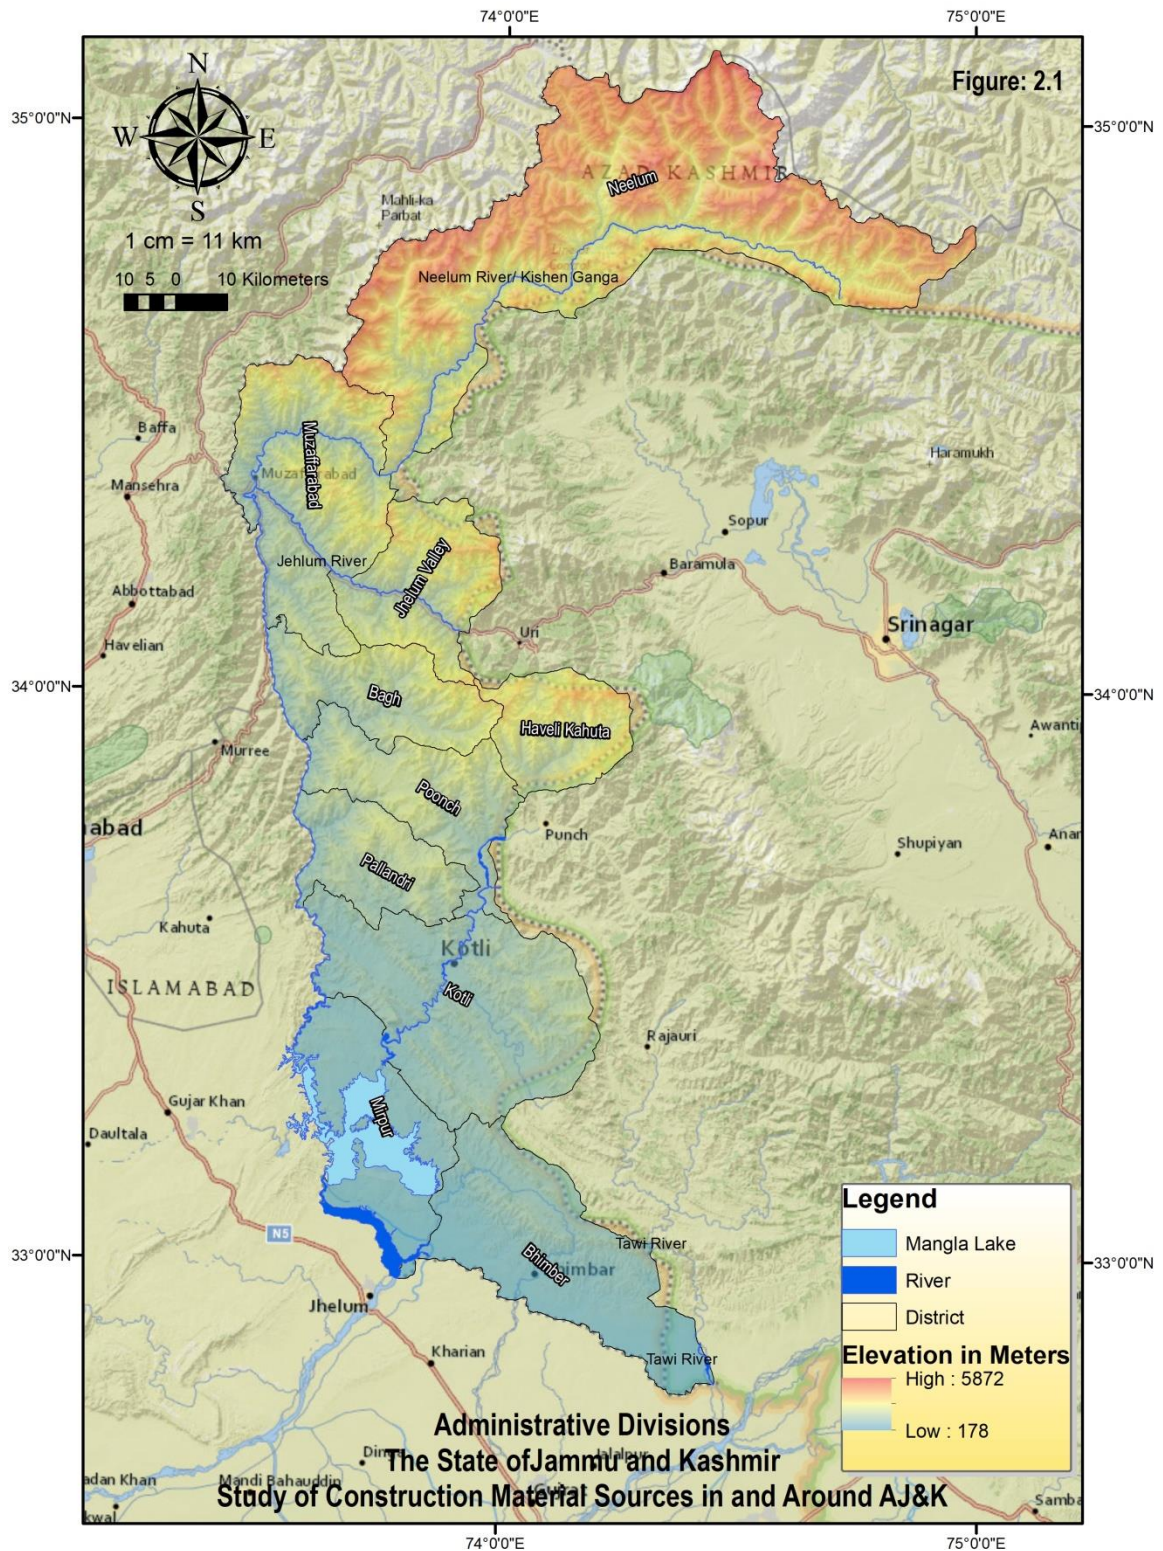 74°0'0"E
75°0'0"E
Figure: 2.1
35°0'0"N
35°0'0"N
N
W
E
S
1 cm = 11 km
10 5 0 10 Kilometers
Mahli-ka
Parbat
AZAD KASHMIR
Neelum
Neelum River/ Kishen Ganga
Baffa
Mansehra
Muzaffarabad
Muzaffarabad
Haramukh
Sopur
Jehlum River
Jhelum Valley
Baramula
Abbottabad
Uri
Srinagar
Havelian
34°0'0"N
34°0'0"N
Bagh
Haveli Kahuta
Murree
Poonch
abad
Punch
Shupiyan
Pallandri
Kahuta
Kotli
Kotli
ISLAMABAD
Rajauri
Mirpur
Gujar Khan
Daultala
N5
33°0'0"N
33°0'0"N
Tawi River
Bhimber
Jhelum
Kharian
Tawi River
Legend
Mangla Lake
River
District
Elevation in Meters
High : 5872
Low : 178
Administrative Divisions
The State ofJammu and Kashmir
Study of Construction Material Sources in and Around AJ&K
Jalalpur
Mandi Bahauddin
Gujrat
adan Khan
kwal
Samba
74°0'0"E
75°0'0"E